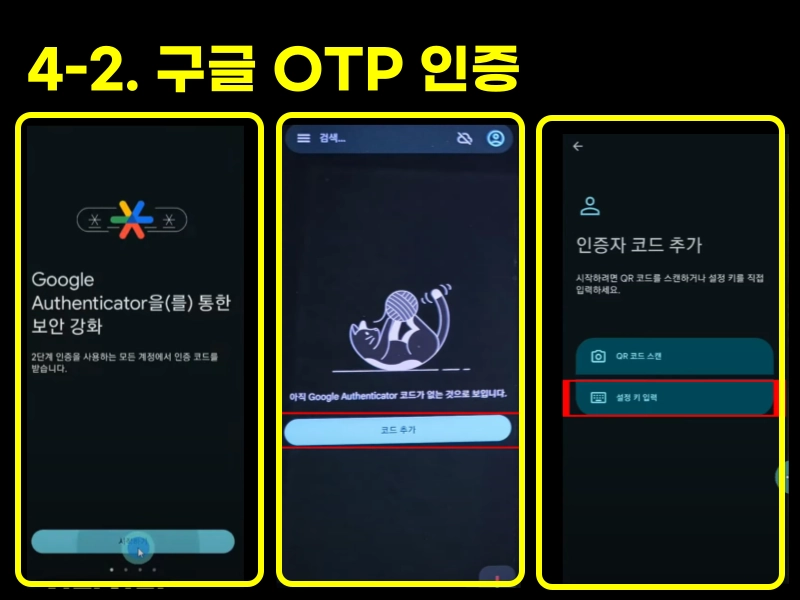 4-2. 구글 OTP 인증
Google
Authenticator을(를) 통한
보안 강화
2단계 인증을 사용하는 모든 계정에서 인증 코드를
받습니다.
검색...
아직 Google Authenticator 코드가 없는 것으로 보입니다.
코드 추가
인증자 코드 추가
시작하려면 QR 코드를 스캔하거나 설정 키를 직접
입력하세요.
QR 코드 스캔
설정 키 입력